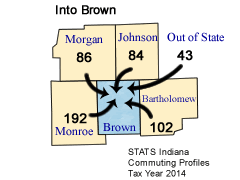 Into Brown
Morgan
Johnson
Out of State
86
84
43
192
Monroe
Brown
Bartholomew
102
STATS Indiana
Commuting Profiles
Tax Year 2014